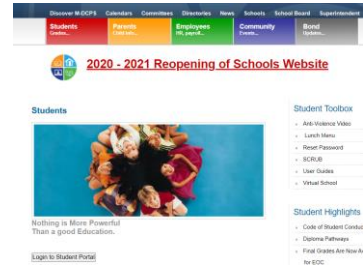 Discover M-DCPS Calendars Committees Directories News Schools School Board Superintendent
Students Parents Employees Community Bond
Grades... Child Info... HR, payroll... Events... Updates...
2020 - 2021 Reopening of Schools Website
Students
Nothing is More Powerful
Than a good Education.
Login to Student Portal
Student Toolbox
Anti-Violence Video
Lunch Menu
Reset Password
SCRUB
User Guides
Virtual School
Student Highlights
Code of Student Conduc
Diploma Pathways
Final Grades Are Now Av
for EOC